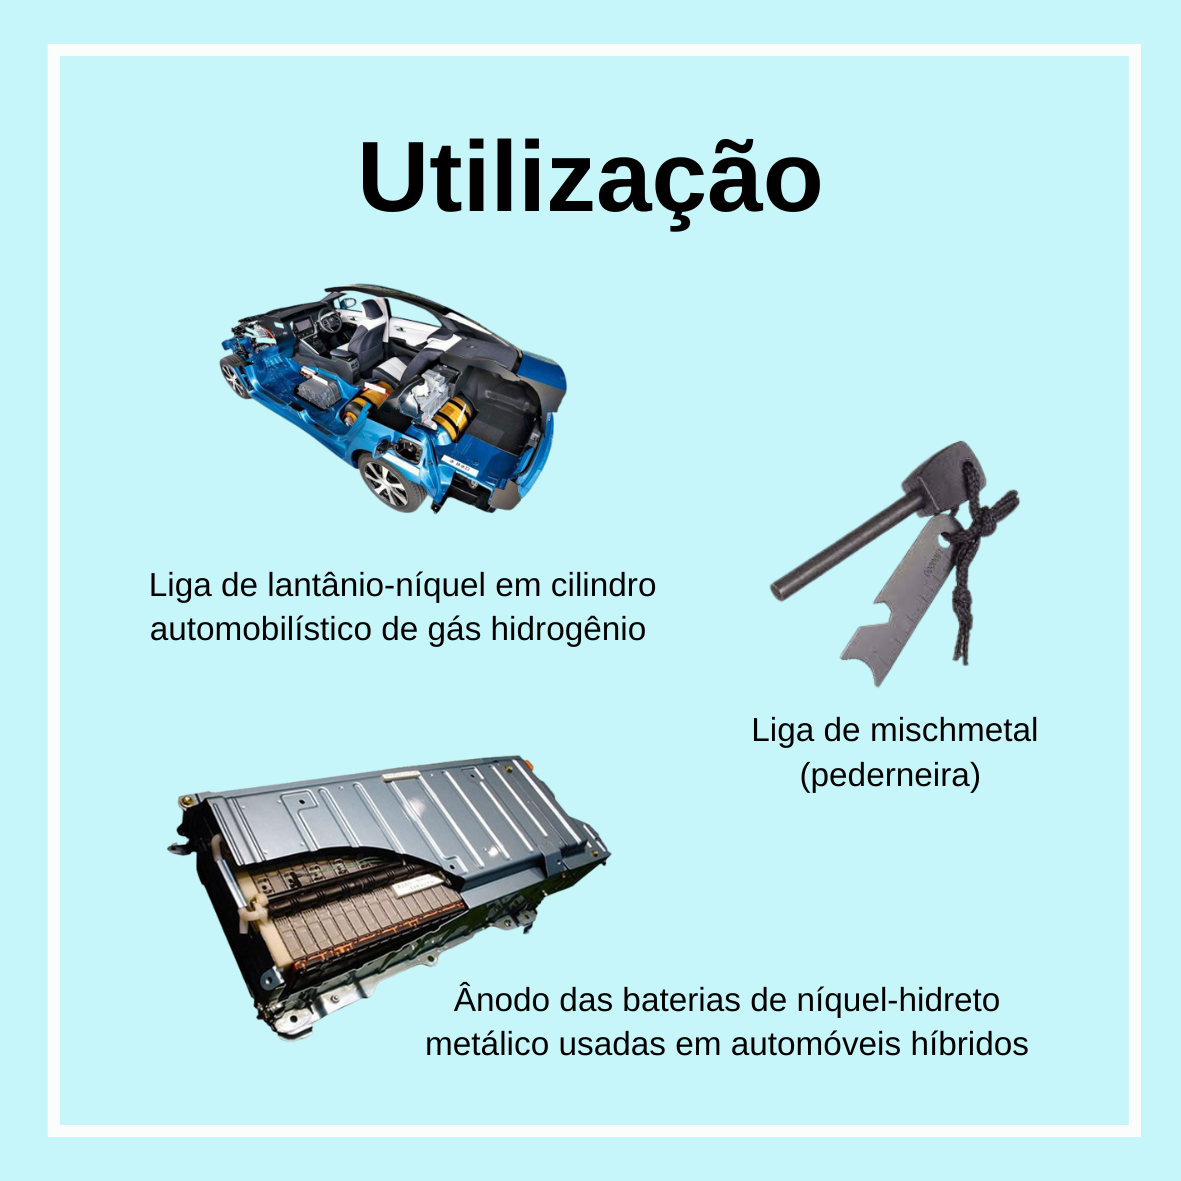 Utilização
Liga de lantânio-níquel em cilindro
automobilístico de gás hidrogênio
Liga de mischmetal
(pederneira)
Ânodo das baterias de níquel-hidreto
metálico usadas em automóveis híbridos